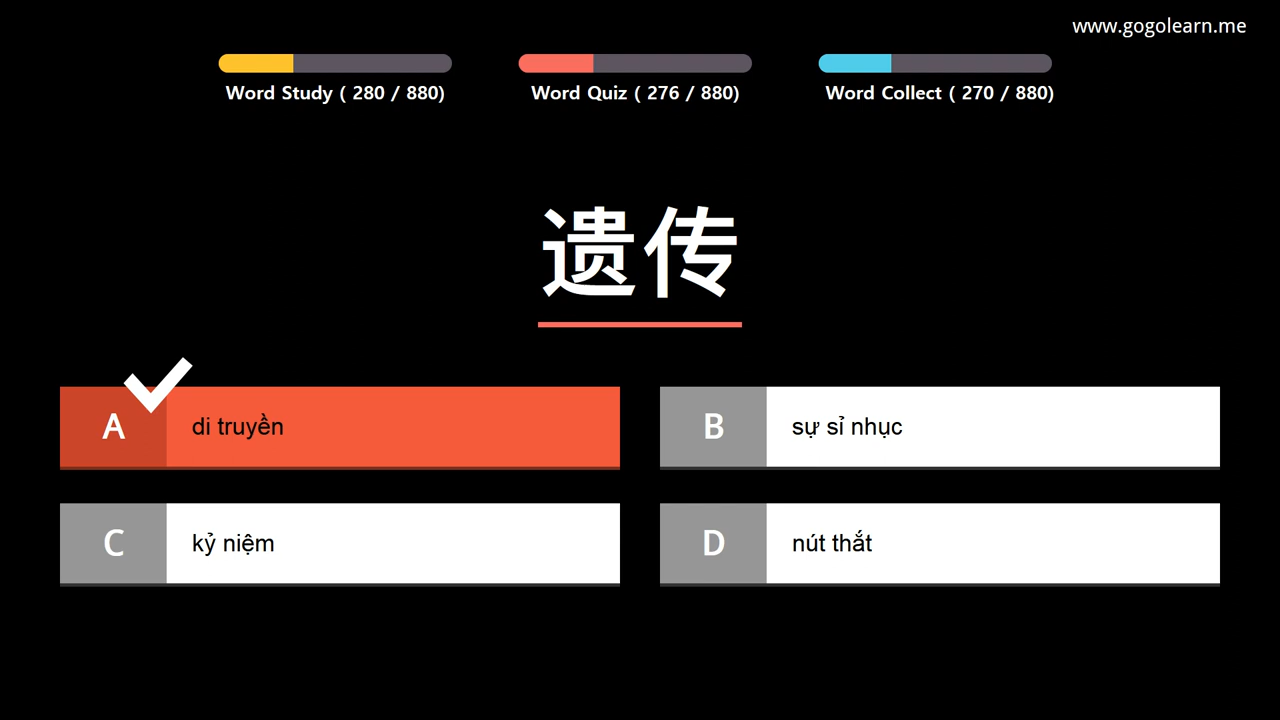 www.gogolearn.me
Word Study ( 280 / 880)
Word Quiz ( 276 / 880)
Word Collect ( 270 / 880)
遗传
A di truyền
B sự sỉ nhục
C kỷ niệm
D nút thắt